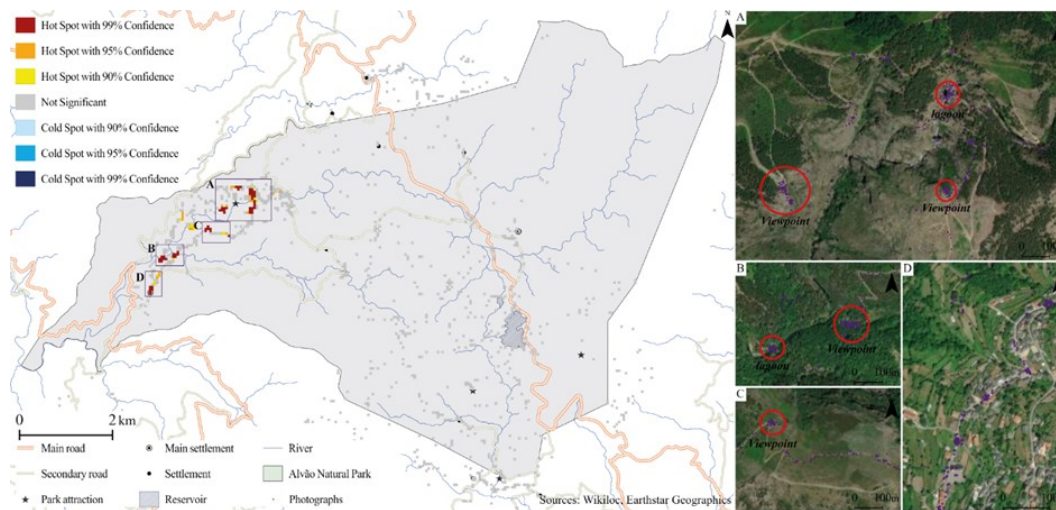 Hot Spot with 99% Confidence
Hot Spot with 95% Confidence
Hot Spot with 90% Confidence
Not Significant
Cold Spot with 90% Confidence
Cold Spot with 95% Confidence
Cold Spot with 99% Confidence
N
A
C
B
D
0 2 km
Main road
Main settlement
River
Secondary road
Settlement
Alvão Natural Park
Park attraction
Reservoir
Photographs
Sources: Wikiloc, Earthstar Geographics
A
lagoon
Viewpoint
Viewpoint
B
Viewpoint
lagoon
0 100m
C
Viewpoint
0 100m
D